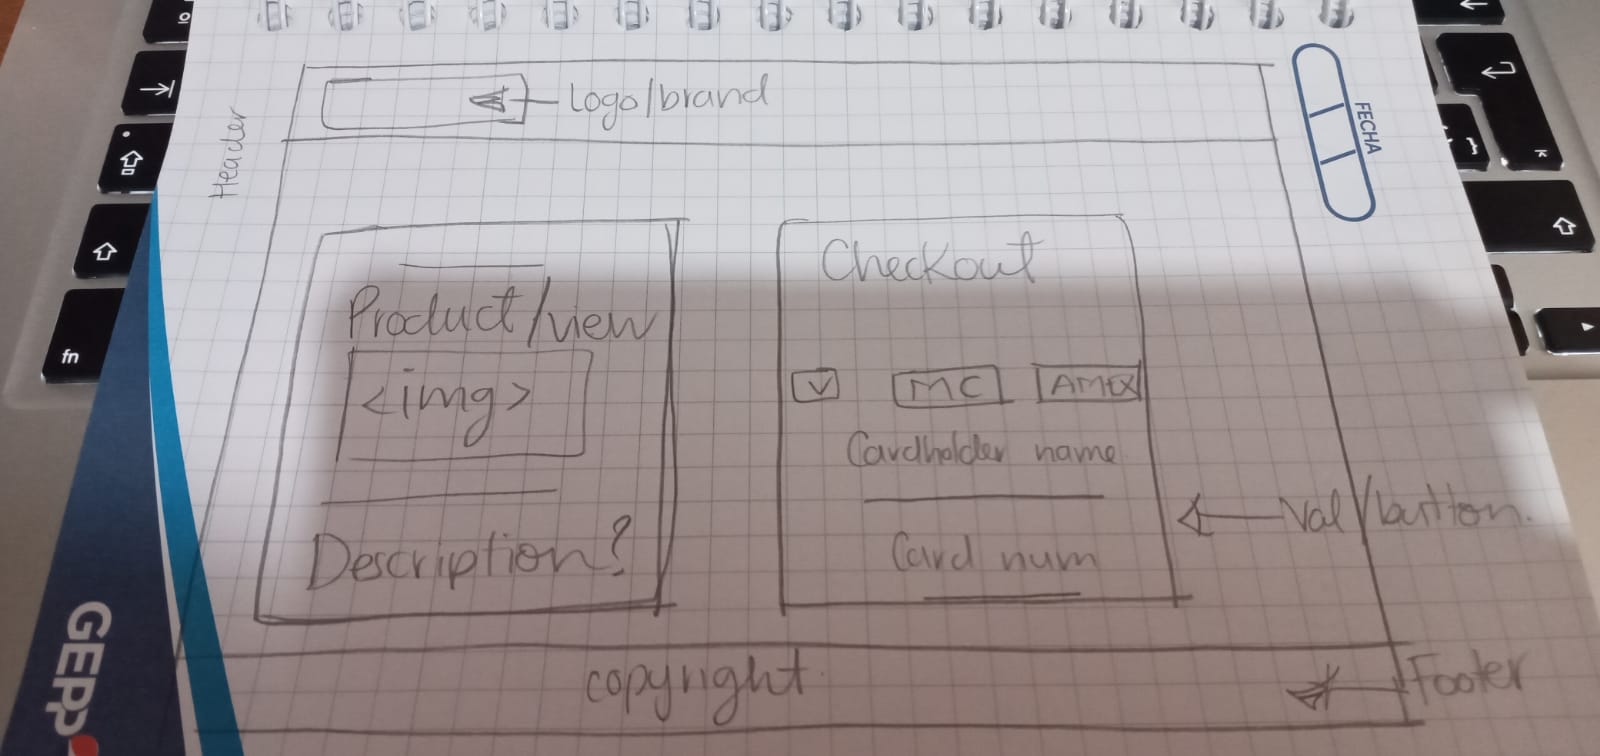 Header
Logo/brand
FECHA
Product/view
<img>
Description?
Checkout
V MC AMEX
Cardholder name
Card num
Val/button.
copyright
Footer
GEPP
fn